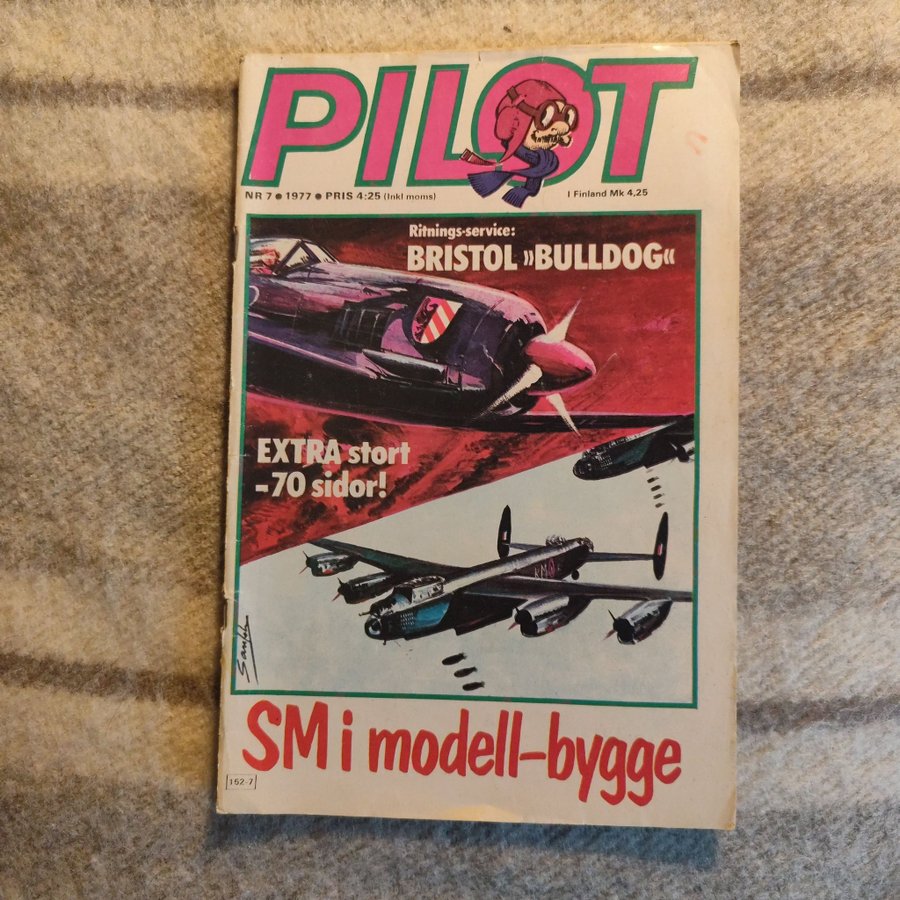 PILOT
NR 7 ● 1977 ● PRIS 4:25 (Inkl moms)
I Finland Mk 4,25
Ritnings-service:
BRISTOL »BULLDOG«
EXTRA stort
-70 sidor!
SM i modell-bygge
152-7